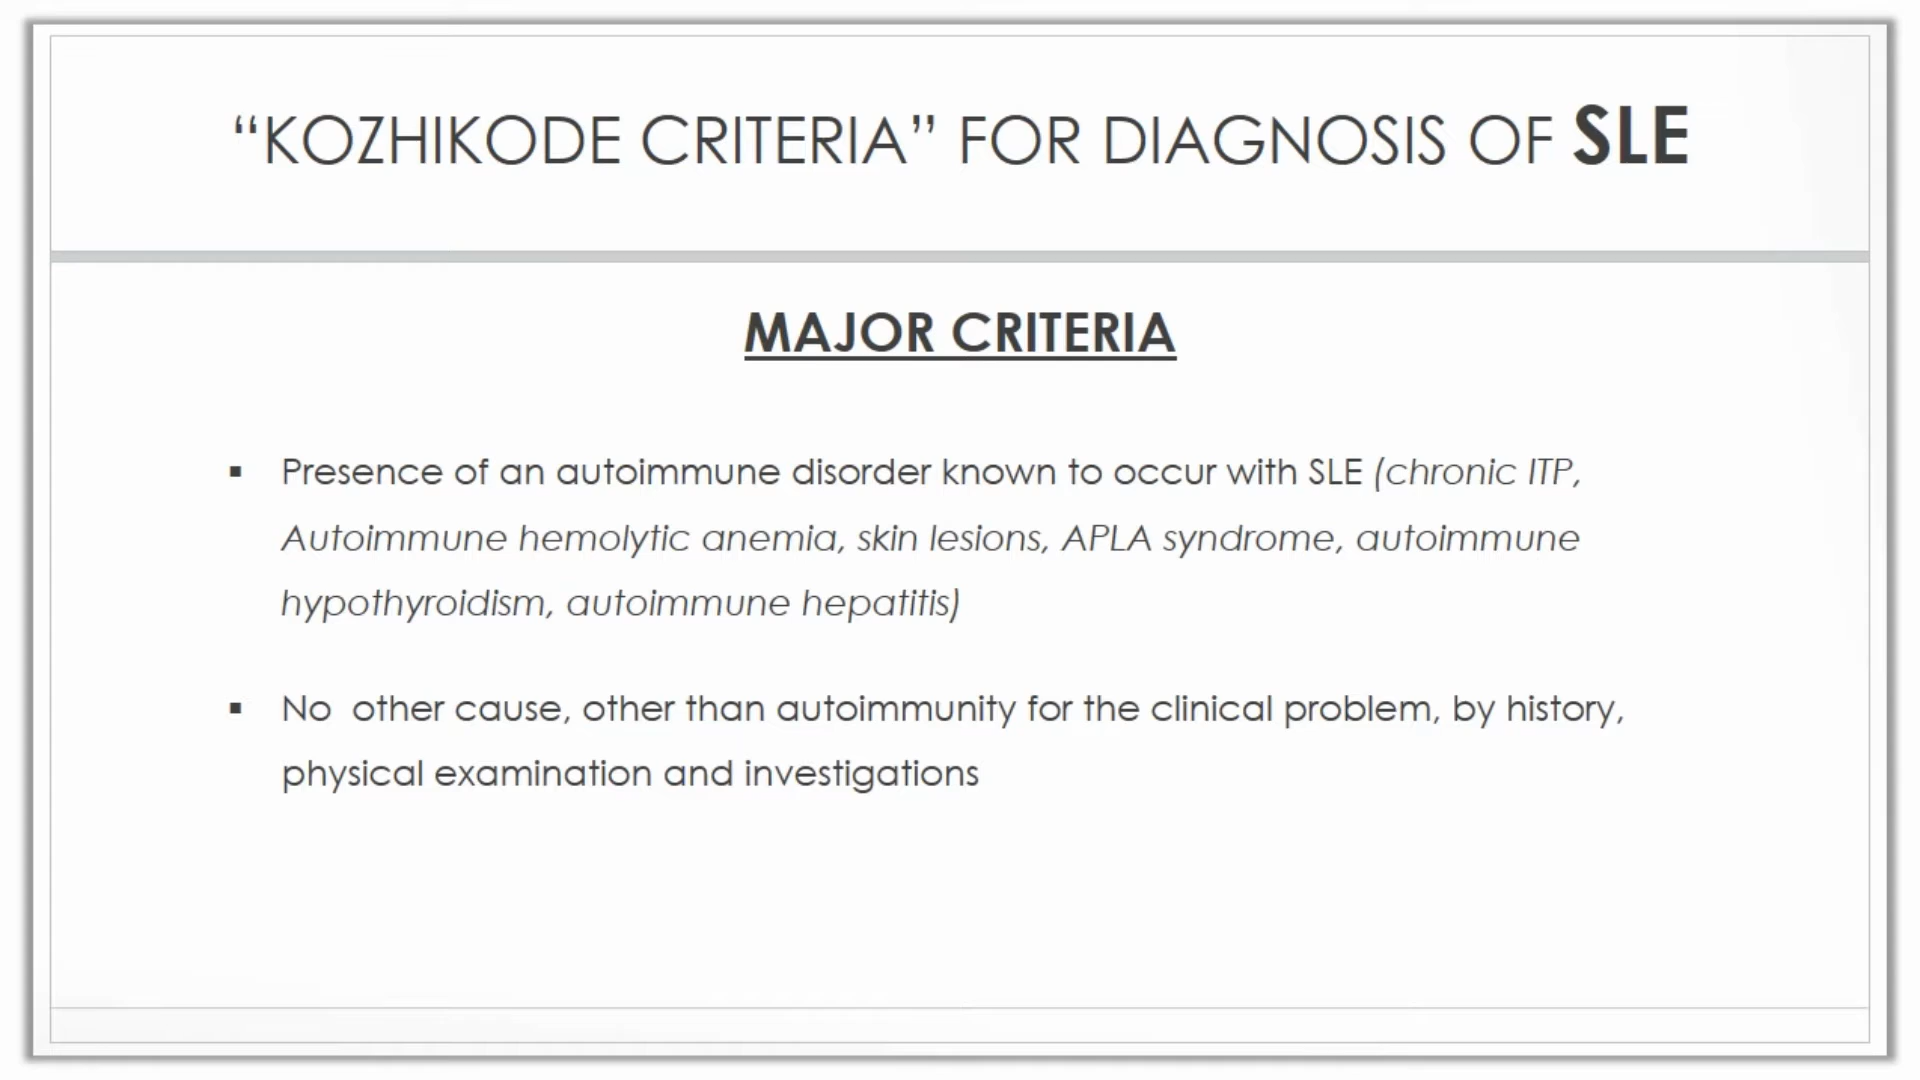 “KOZHIKODE CRITERIA” FOR DIAGNOSIS OF SLE
MAJOR CRITERIA
▪ Presence of an autoimmune disorder known to occur with SLE (chronic ITP,
Autoimmune hemolytic anemia, skin lesions, APLA syndrome, autoimmune
hypothyroidism, autoimmune hepatitis)
▪ No  other cause, other than autoimmunity for the clinical problem, by history,
physical examination and investigations